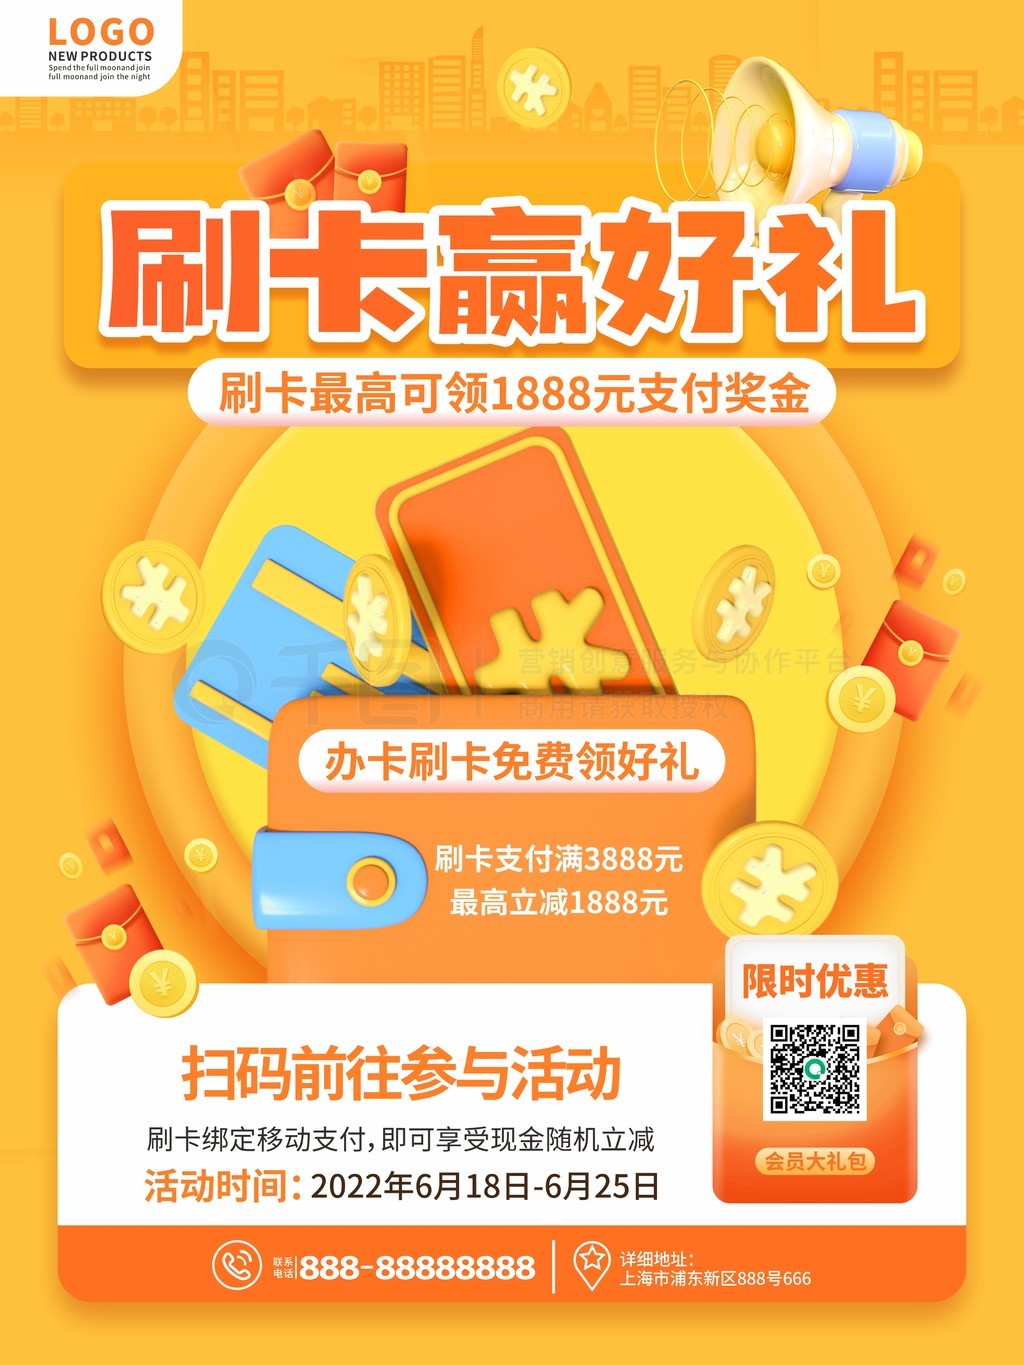 LOGO
NEW PRODUCTS
Spend the full moonand join
full moonand join the night
刷卡赢好礼
刷卡最高可领1888元支付奖金
千图 营销创意服务与协作平台
商用请获取授权
办卡刷卡免费领好礼
刷卡支付满3888元
最高立减1888元
限时优惠
会员大礼包
扫码前往参与活动
刷卡绑定移动支付,即可享受现金随机立减
活动时间：2022年6月18日-6月25日
联系
电话
888-88888888
详细地址：
上海市浦东新区888号666